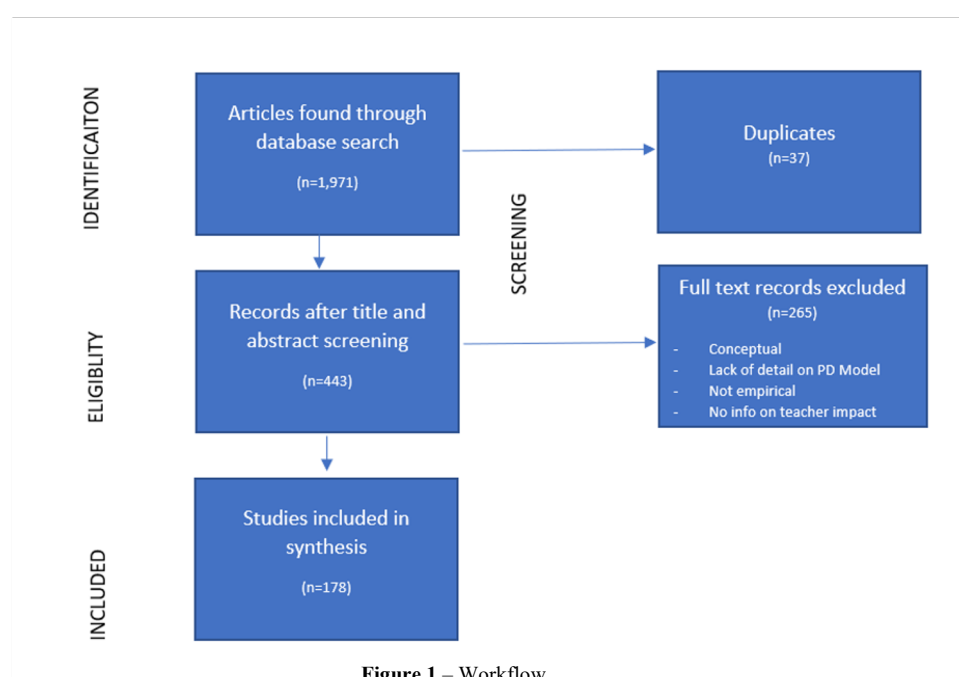 IDENTIFICAITON
Articles found through
database search
(n=1,971)
Duplicates
(n=37)
SCREENING
ELIGIBLITY
Records after title and
abstract screening
(n=443)
Full text records excluded
(n=265)
- Conceptual
- Lack of detail on PD Model
- Not empirical
- No info on teacher impact
INCLUDED
Studies included in
synthesis
(n=178)
Figure 1 – Workflow